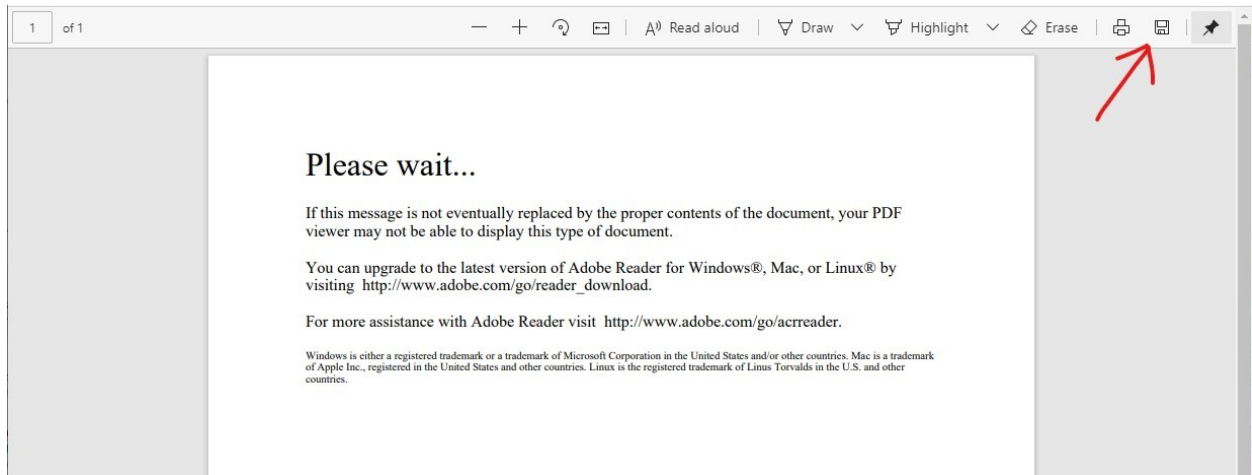 1 of 1 Read aloud Draw Highlight Erase
Please wait...
If this message is not eventually replaced by the proper contents of the document, your PDF
viewer may not be able to display this type of document.
You can upgrade to the latest version of Adobe Reader for Windows®, Mac, or Linux® by
visiting  http://www.adobe.com/go/reader_download.
For more assistance with Adobe Reader visit  http://www.adobe.com/go/acrreader.
Windows is either a registered trademark or a trademark of Microsoft Corporation in the United States and/or other countries. Mac is a trademark
of Apple Inc., registered in the United States and other countries. Linux is the registered trademark of Linus Torvalds in the U.S. and other
countries.